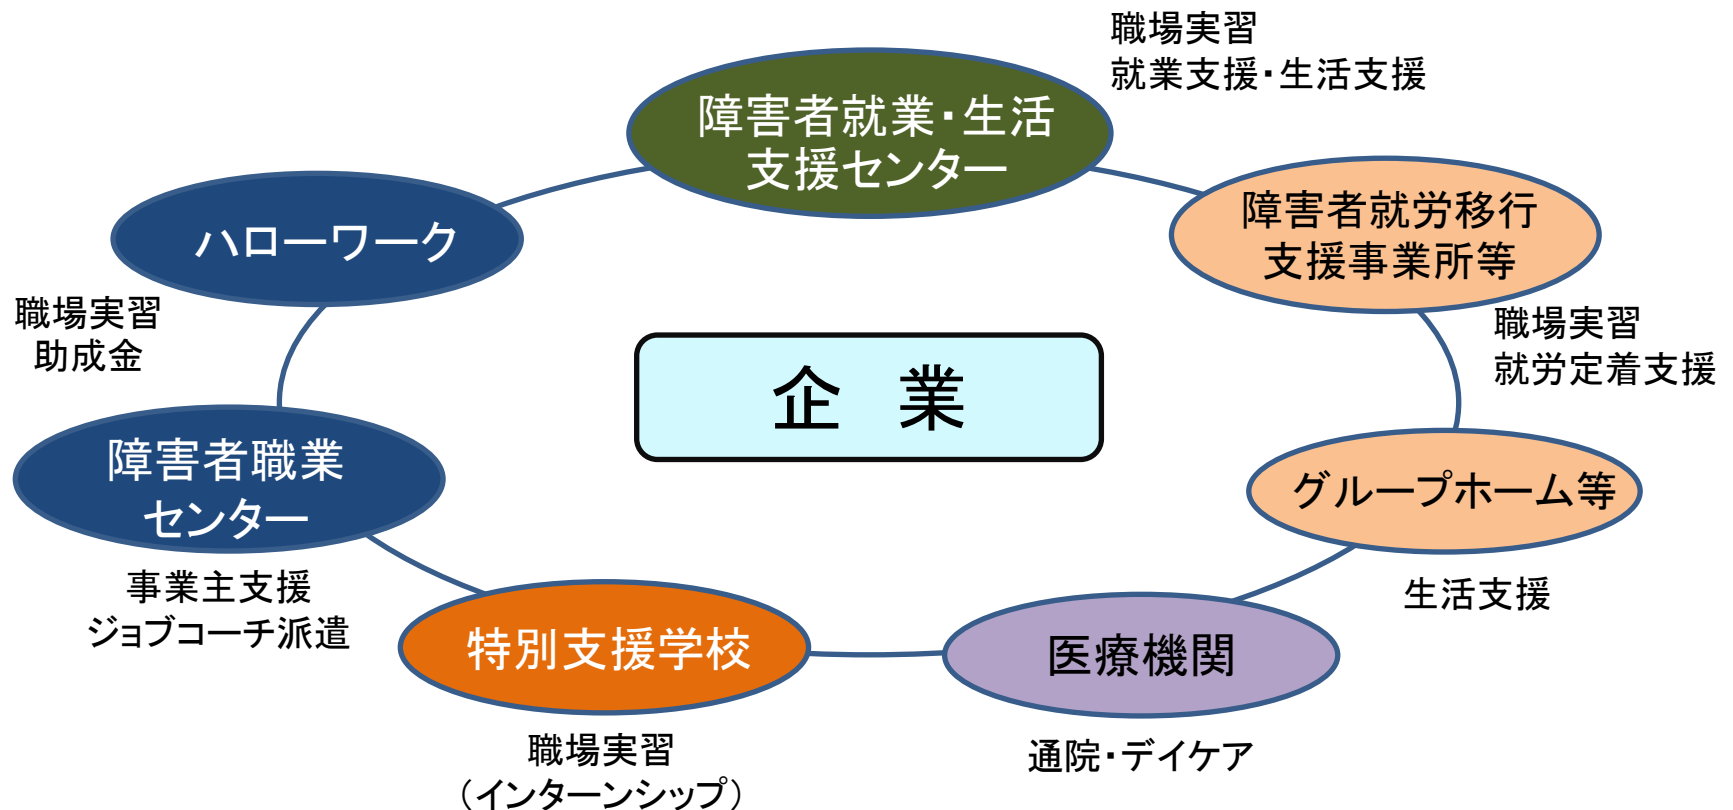 職場実習
就業支援・生活支援
障害者就業・生活
支援センター
ハローワーク
障害者就労移行
支援事業所等
職場実習
助成金
職場実習
就労定着支援
企　業
障害者職業
センター
グループホーム等
事業主支援
ジョブコーチ派遣
生活支援
特別支援学校
医療機関
職場実習
（インターンシップ）
通院・デイケア